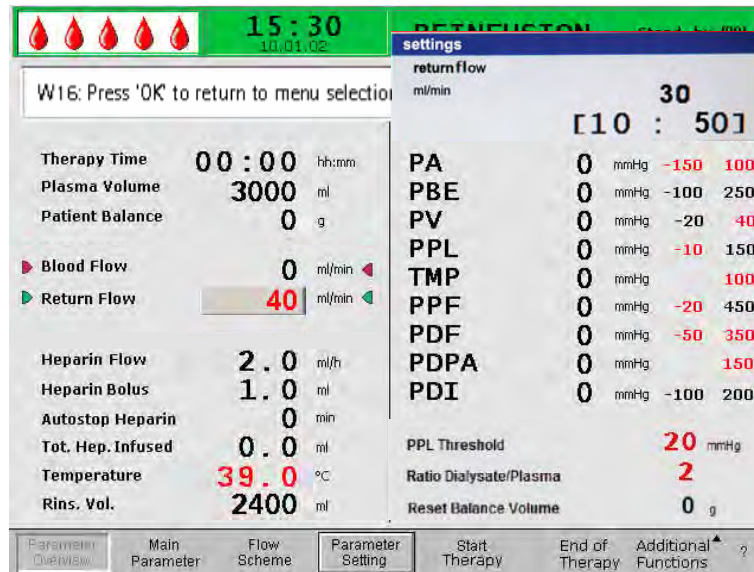 15:30
10.01.02
settings
return flow
ml/min 30
[10 : 50]
W16: Press 'OK' to return to menu selection
Therapy Time 00:00 hh:mm
Plasma Volume 3000 ml
Patient Balance 0 g
Blood Flow 0 ml/min
Return Flow 40 ml/min
Heparin Flow 2.0 ml/h
Heparin Bolus 1.0 ml
Autostop Heparin 0 min
Tot. Hep. Infused 0.0 ml
Temperature 39.0 °C
Rins. Vol. 2400 ml
PA 0 mmHg -150 100
PBE 0 mmHg -100 250
PV 0 mmHg -20 40
PPL 0 mmHg -10 150
TMP 0 mmHg 100
PPF 0 mmHg -20 450
PDF 0 mmHg -50 350
PDPA 0 mmHg 150
PDI 0 mmHg -100 200
PPL Threshold 20 mmHg
Ratio Dialysate/Plasma 2
Reset Balance Volume 0 g
Parameter Overview
Main Parameter
Flow Scheme
Parameter Setting
Start Therapy
End of Therapy
Additional Functions
?